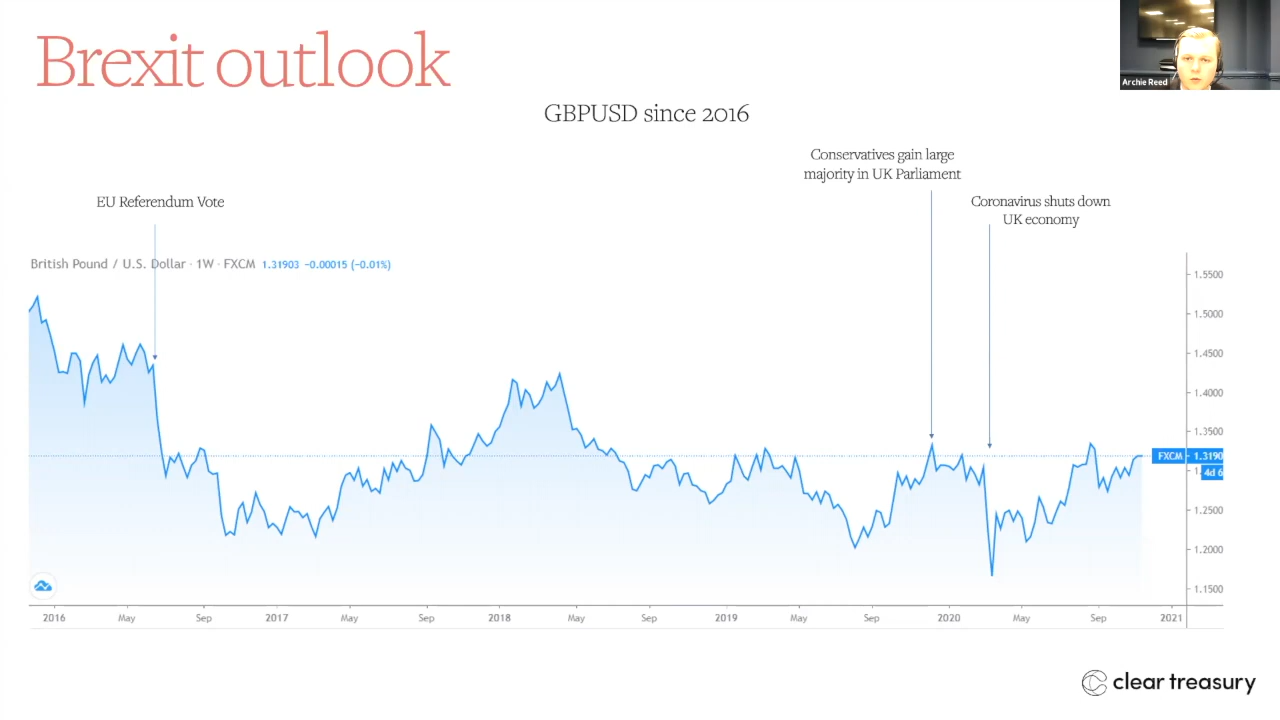 Brexit outlook
Archie Reed
GBPUSD since 2016
Conservatives gain large
majority in UK Parliament
EU Referendum Vote
Coronavirus shuts down
UK economy
British Pound / U.S. Dollar · 1W · FXCM 1.31903 -0.00015 (-0.01%)
1.5500
1.5000
1.4500
1.4000
1.3500
FXCM 1.3190
4d 6
1.2500
1.2000
1.1500
2016 May Sep 2017 May Sep 2018 May Sep 2019 May Sep 2020 May Sep 2021
clear treasury